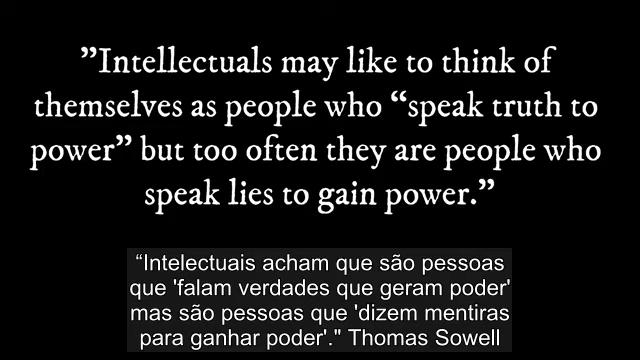 ”Intellectuals may like to think of
themselves as people who “speak truth to
power” but too often they are people who
speak lies to gain power.”
“Intelectuais acham que são pessoas
que 'falam verdades que geram poder'
mas são pessoas que 'dizem mentiras
para ganhar poder'." Thomas Sowell